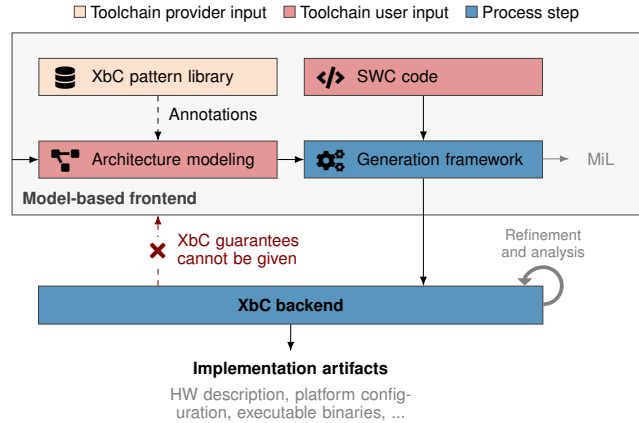 Toolchain provider input Toolchain user input Process step
XbC pattern library
SWC code
Annotations
Architecture modeling
Generation framework
MiL
Model-based frontend
XbC guarantees
cannot be given
Refinement
and analysis
XbC backend
Implementation artifacts
HW description, platform config-
uration, executable binaries, ...